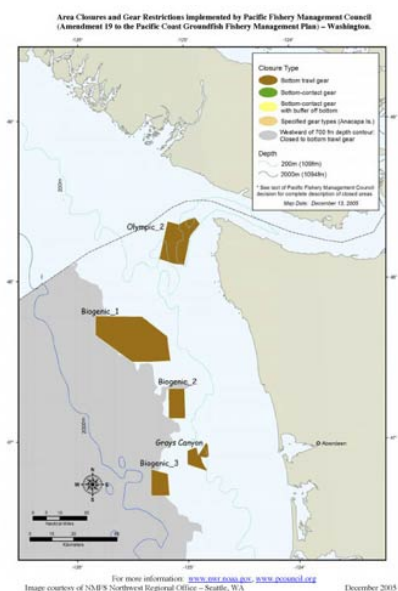 Area Closures and Gear Restrictions implemented by Pacific Fishery Management Council
(Amendment 19 to the Pacific Coast Groundfish Fishery Management Plan) – Washington.
Closure Type
Bottom trawl gear
Bottom-contact gear
Bottom-contact gear
with buffer off bottom
Specified gear types (Anacapa Is.)
Westward of 700 fm depth contour:
Closed to bottom trawl gear
Depth
200m (109fm)
2000m (1094fm)
* See text of Pacific Fishery Management Council
decision for complete description of closed areas
Map Date: December 13, 2005
200m
Olympic_2
Biogenic_1
Biogenic_2
2000m
Grays Canyon
Aberdeen
Biogenic_3
N
W
E
S
Nautical Miles
Kilometers
For more information: www.nwr.noaa.gov, www.pcouncil.org
Image courtesy of NMFS Northwest Regional Office – Seattle, WA
December 2005